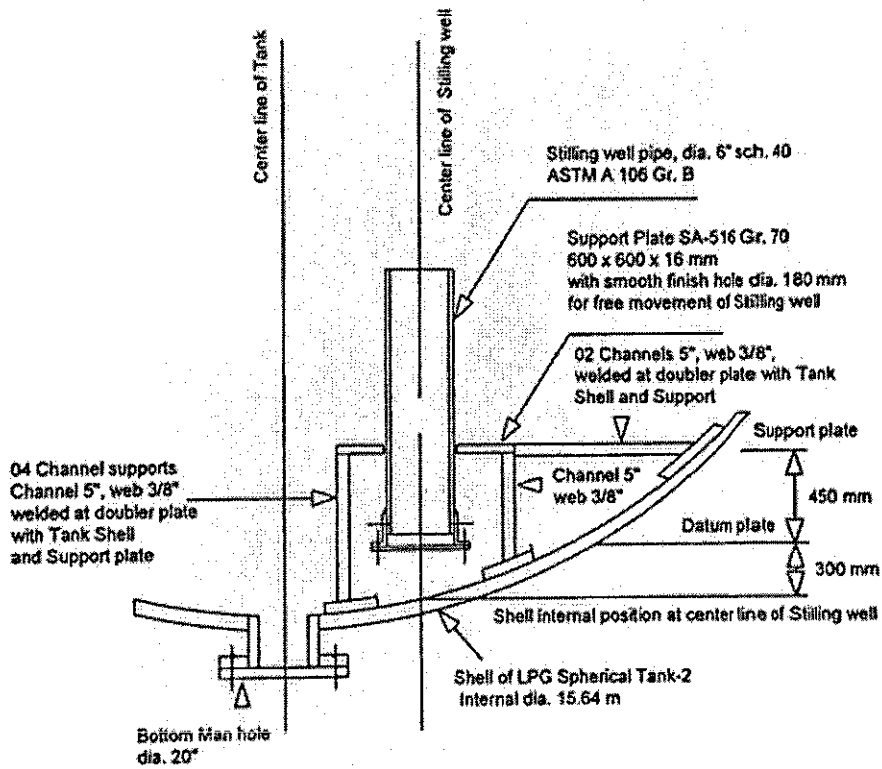 Center line of Tank
Center line of Stilling well
Stilling well pipe, dia. 6" sch. 40
ASTM A 106 Gr. B
Support Plate SA-516 Gr. 70
600 x 600 x 16 mm
with smooth finish hole dia. 180 mm
for free movement of Stilling well
02 Channels 5", web 3/8",
welded at doubler plate with Tank
Shell and Support
Support plate
04 Channel supports
Channel 5", web 3/8"
welded at doubler plate
with Tank Shell
and Support plate
Channel 5"
web 3/8"
450 mm
Datum plate
300 mm
Shell internal position at center line of Stilling well
Shell of LPG Spherical Tank-2
Internal dia. 15.64 m
Bottom Man hole
dia. 20"